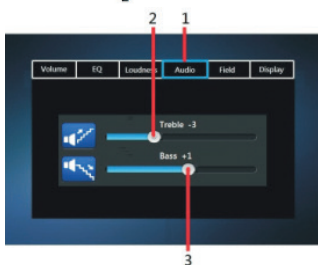 2 1
Volume EQ Loudness Audio Field Display
Treble -3
Bass +1
3